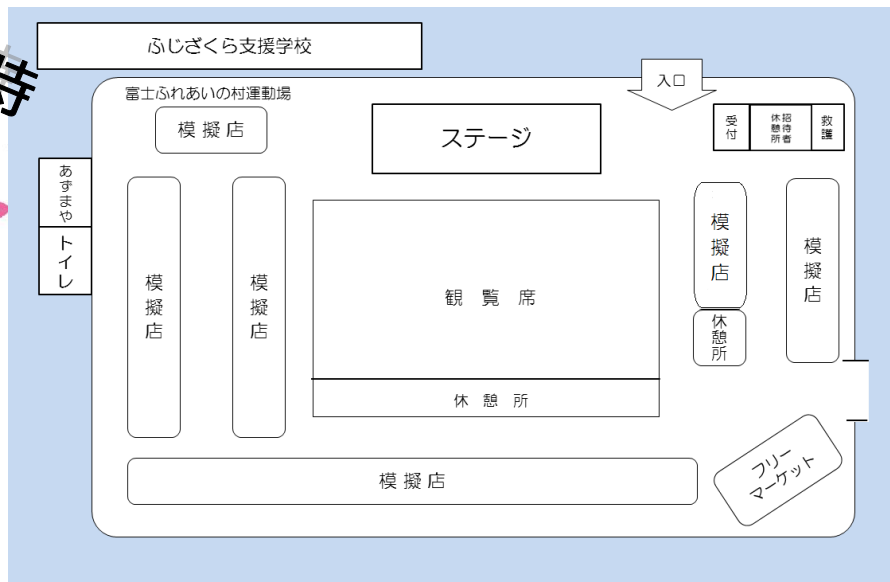 ふじざくら支援学校
入口
富士ふれあいの村運動場
模擬店
ステージ
受付
招待者
休憩所
救護
あずまや
トイレ
模擬店
模擬店
観覧席
模擬店
休憩所
模擬店
休憩所
模擬店
フリー
マーケット